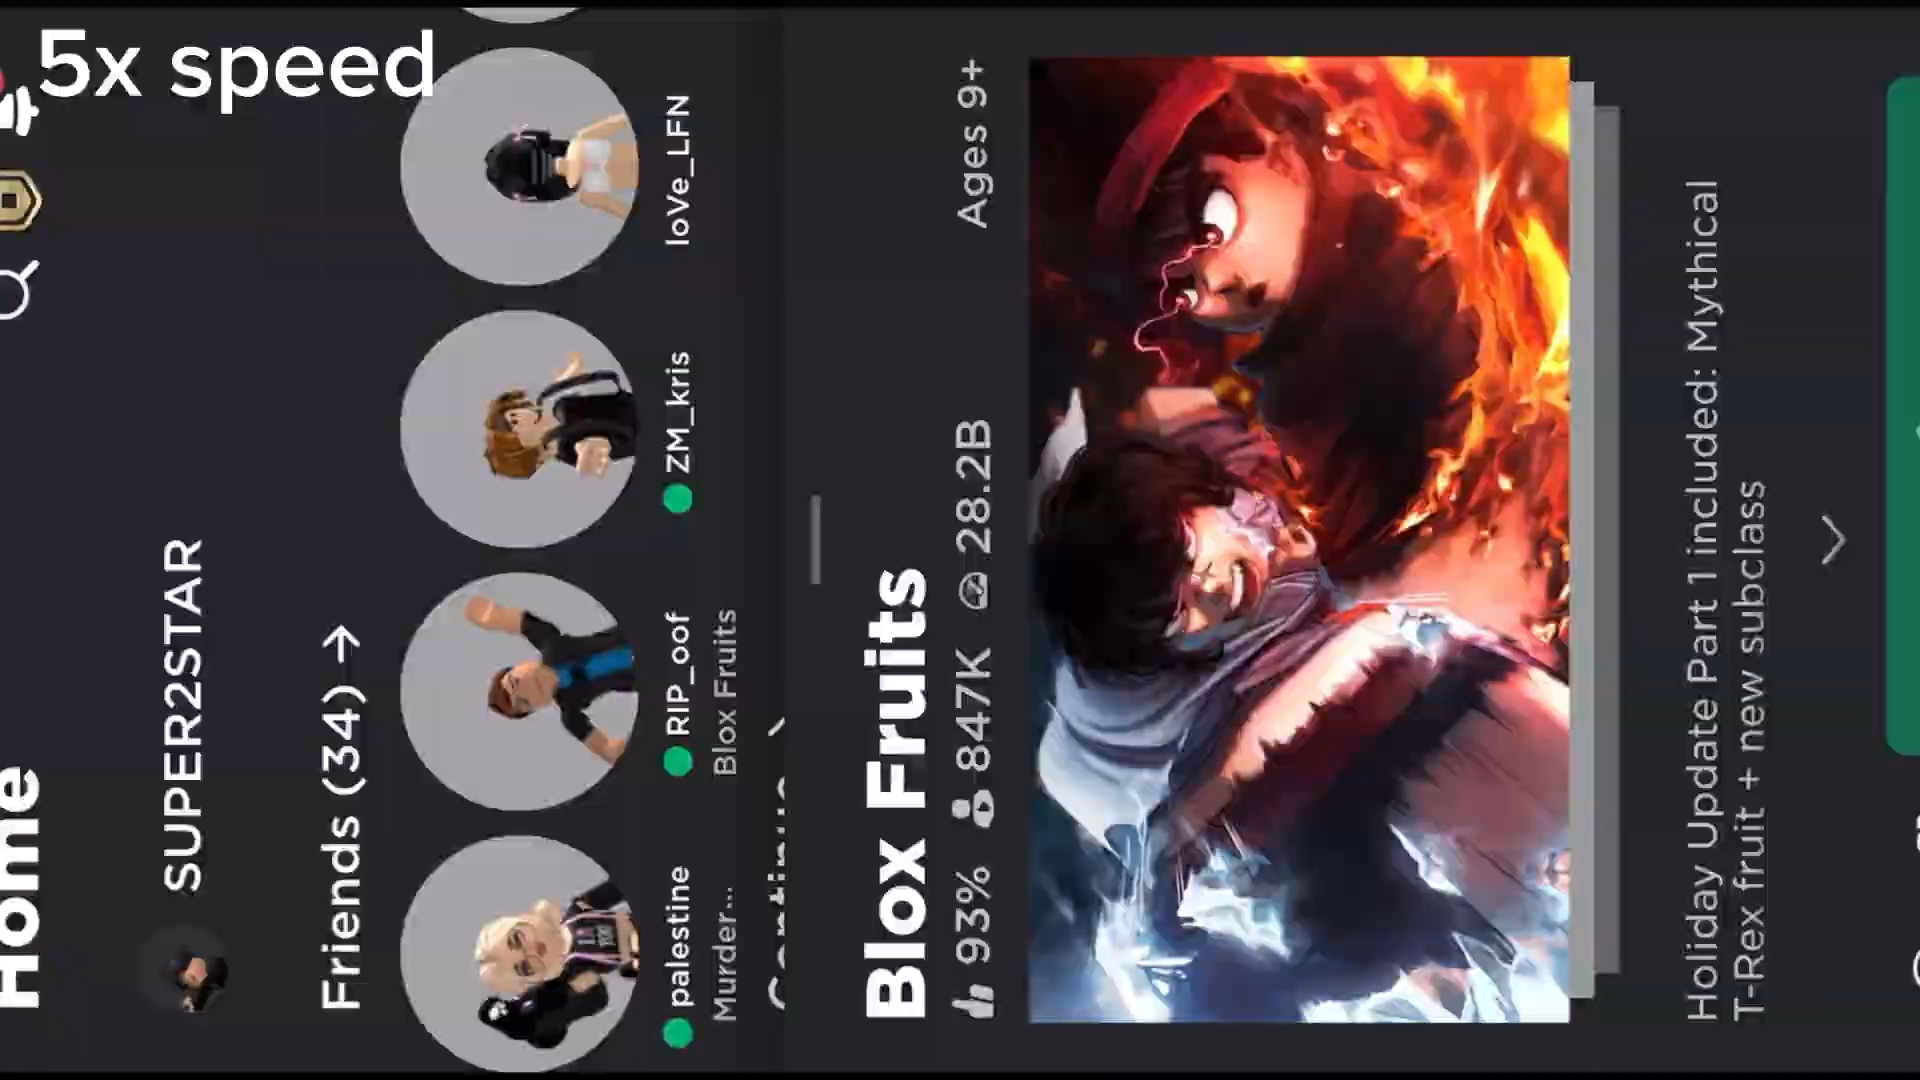 5x speed
Home
SUPER2STAR
Friends (34) →
palestine
Murder...
RIP_oof
Blox Fruits
ZM_kris
loVe_LFN
Continue
Blox Fruits
93% 847K 28.2B Ages 9+
Holiday Update Part 1 included: Mythical
T-Rex fruit + new subclass